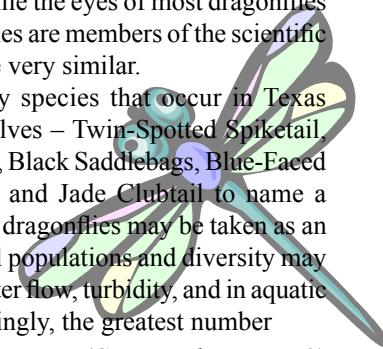 ile the eyes of most dragonflies
ies are members of the scientific
e very similar.
y species that occur in Texas
lves – Twin-Spotted Spiketail,
, Black Saddlebags, Blue-Faced
and Jade Clubtail to name a
dragonflies may be taken as an
l populations and diversity may
ter flow, turbidity, and in aquatic
ingly, the greatest number